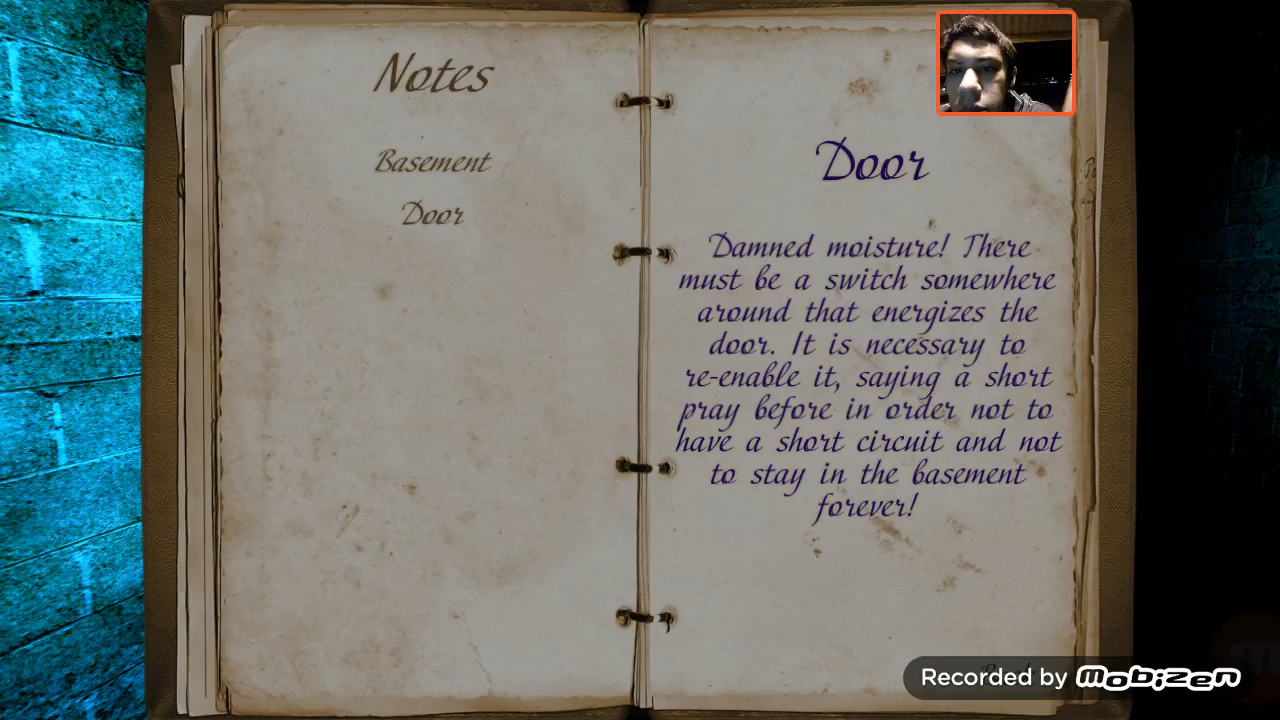 Notes
Basement
Door
Door
Damned moisture! There
must be a switch somewhere
around that energizes the
door. It is necessary to
re-enable it, saying a short
pray before in order not to
have a short circuit and not
to stay in the basement
forever!
Recorded by mobizen